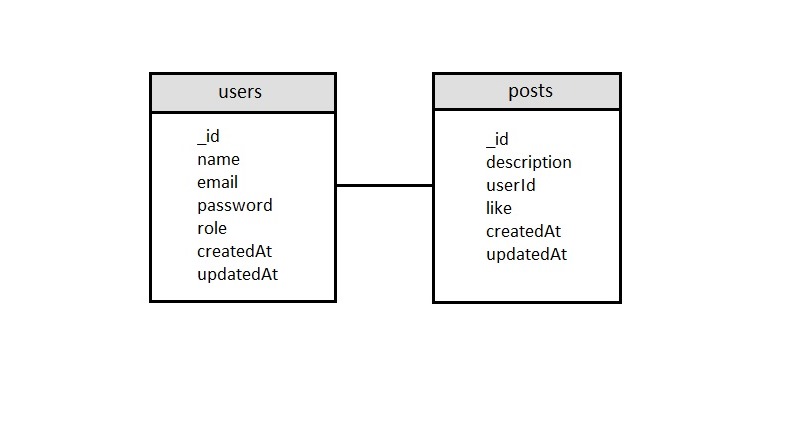 users
_id
name
email
password
role
createdAt
updatedAt
posts
_id
description
userId
like
createdAt
updatedAt